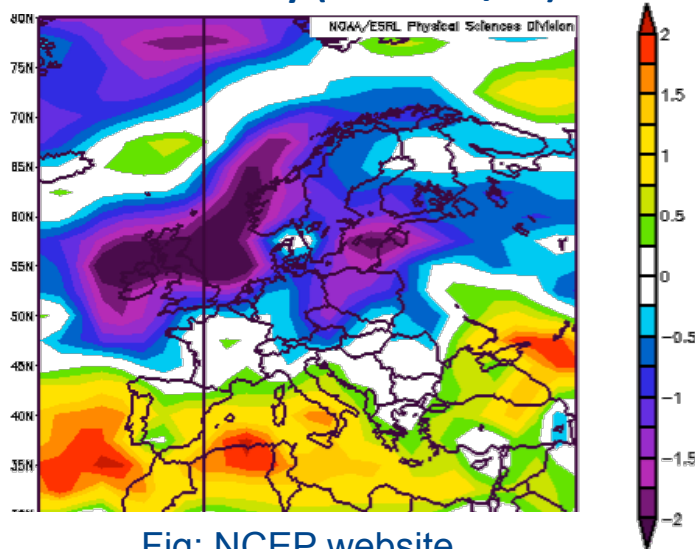 NOAA/ESRL Physical Sciences Division
80N
75N
70N
65N
60N
55N
50N
45N
40N
35N
2
1.5
1
0.5
0
-0.5
-1
-1.5
-2
Fig: NCEP website